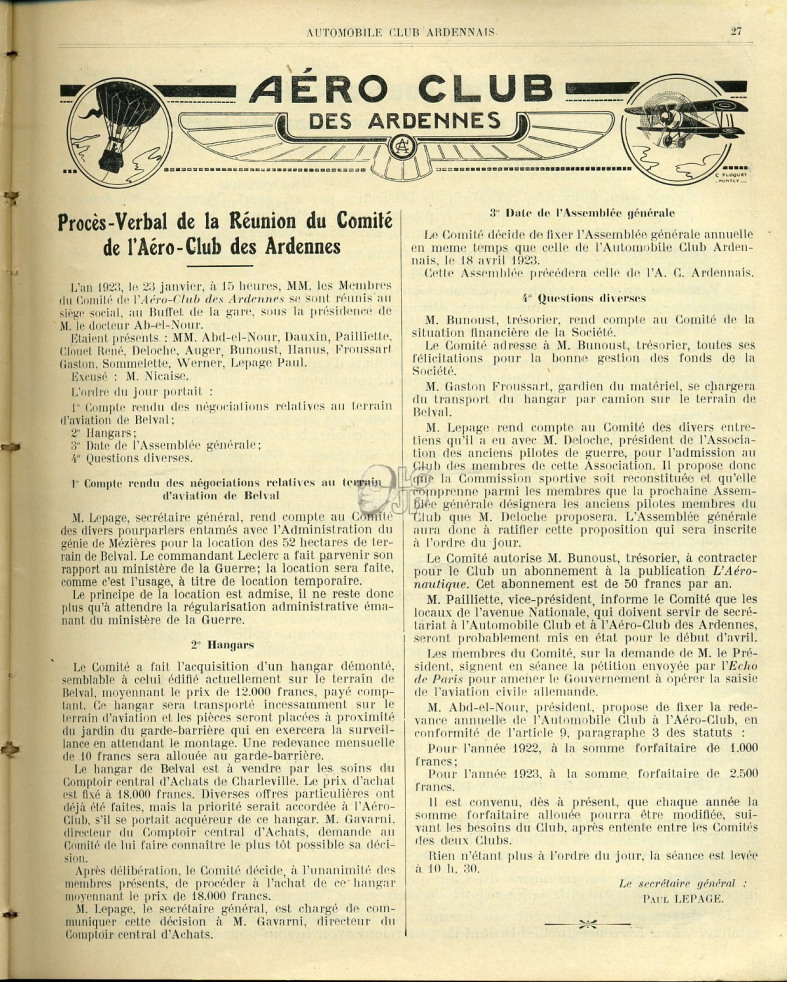 AUTOMOBILE CLUB ARDENNAIS.
27
AÉRO CLUB
DES ARDENNES
C. FLOQUET
Procès-Verbal de la Réunion du Comité
de l'Aéro-Club des Ardennes
L'an 1923, le 23 janvier, à 15 heures, MM. les Membres
du Comité de l'Aéro-Club des Ardennes se sont réunis au
siège social, au Buffet de la gare, sous la présidence de
M. le docteur Ab-el-Nour.
Etaient présents : MM. Abd-el-Nour, Dauxin, Pailliette,
Clouet René, Deloche, Auger, Bunoust, Hanus, Froussart
Gaston, Sommelette, Werner, Lepage Paul.
Excusé : M. Nicaise.
L'ordre du jour portait :
1° Compte rendu des négociations relatives au terrain
d'aviation de Belval;
2° Hangars;
3° Date de l'Assemblée générale;
4° Questions diverses.
1° Compte rendu des négociations relatives au terrain
d'aviation de Belval
M. Lepage, secrétaire général, rend compte au Comité
des divers pourparlers entamés avec l'Administration du
génie de Mézières pour la location des 52 hectares de ter-
rain de Belval. Le commandant Leclerc a fait parvenir son
rapport au ministère de la Guerre; la location sera faite,
comme c'est l'usage, à titre de location temporaire.
Le principe de la location est admise, il ne reste donc
plus qu'à attendre la régularisation administrative éma-
nant du ministère de la Guerre.
2° Hangars
Le Comité a fait l'acquisition d'un hangar démonté,
semblable à celui édifié actuellement sur le terrain de
Belval, moyennant le prix de 12.000 francs, payé comp-
tant. Ce hangar sera transporté incessamment sur le
terrain d'aviation et les pièces seront placées à proximité
du jardin du garde-barrière qui en exercera la surveil-
lance en attendant le montage. Une redevance mensuelle
de 10 francs sera allouée au garde-barrière.
Le hangar de Belval est à vendre par les soins du
Comptoir central d'Achats de Charleville. Le prix d'achat
est fixé à 18.000 francs. Diverses offres particulières ont
déjà été faites, mais la priorité serait accordée à l'Aéro-
Club, s'il se portait acquéreur de ce hangar. M. Gavarni,
directeur du Comptoir central d'Achats, demande au
Comité de lui faire connaître le plus tôt possible sa déci-
sion.
Après délibération, le Comité décide, à l'unanimité des
membres présents, de procéder à l'achat de ce hangar
moyennant le prix de 18.000 francs.
M. Lepage, le secrétaire général, est chargé de com-
muniquer cette décision à M. Gavarni, directeur du
Comptoir central d'Achats.
3° Date de l'Assemblée générale
Le Comité décide de fixer l'Assemblée générale annuelle
en meme temps que celle de l'Automobile Club Arden-
nais, le 18 avril 1923.
Cette Assemblée précédera celle de l'A. C. Ardennais.
4° Questions diverses
M. Bunoust, trésorier, rend compte au Comité de la
situation financière de la Société.
Le Comité adresse à M. Bunoust, trésorier, toutes ses
félicitations pour la bonne gestion des fonds de la
Société.
M. Gaston Froussart, gardien du matériel, se chargera
du transport du hangar par camion sur le terrain de
Belval.
M. Lepage rend compte au Comité des divers entre-
tiens qu'il a eu avec M. Deloche, président de l'Associa-
tion des anciens pilotes de guerre, pour l'admission au
Club des membres de cette Association. Il propose donc
que la Commission sportive soit reconstituée et qu'elle
comprenne parmi les membres que la prochaine Assem-
blée générale désignera les anciens pilotes membres du
Club que M. Deloche proposera. L'Assemblée générale
aura donc à ratifier cette proposition qui sera inscrite
à l'ordre du jour.
Le Comité autorise M. Bunoust, trésorier, à contracter
pour le Club un abonnement à la publication L'Aéro-
nautique. Cet abonnement est de 50 francs par an.
M. Pailliette, vice-président, informe le Comité que les
locaux de l'avenue Nationale, qui doivent servir de secré-
tariat à l'Automobile Club et à l'Aéro-Club des Ardennes,
seront probablement mis en état pour le début d'avril.
Les membres du Comité, sur la demande de M. le Pré-
sident, signent en séance la pétition envoyée par l'Echo
de Paris pour amener le Gouvernement à opérer la saisie
de l'aviation civile allemande.
M. Abd-el-Nour, président, propose de fixer la rede-
vance annuelle de l'Automobile Club à l'Aéro-Club, en
conformité de l'article 9, paragraphe 3 des statuts :
Pour l'année 1922, à la somme forfaitaire de 1.000
francs;
Pour l'année 1923, à la somme forfaitaire de 2.500
francs.
Il est convenu, dès à présent, que chaque année la
somme forfaitaire allouée pourra être modifiée, sui-
vant les besoins du Club, après entente entre les Comités
des deux Clubs.
Rien n'étant plus à l'ordre du jour, la séance est levée
à 10 h. 30.
Le secrétaire général :
PAUL LEPAGE.